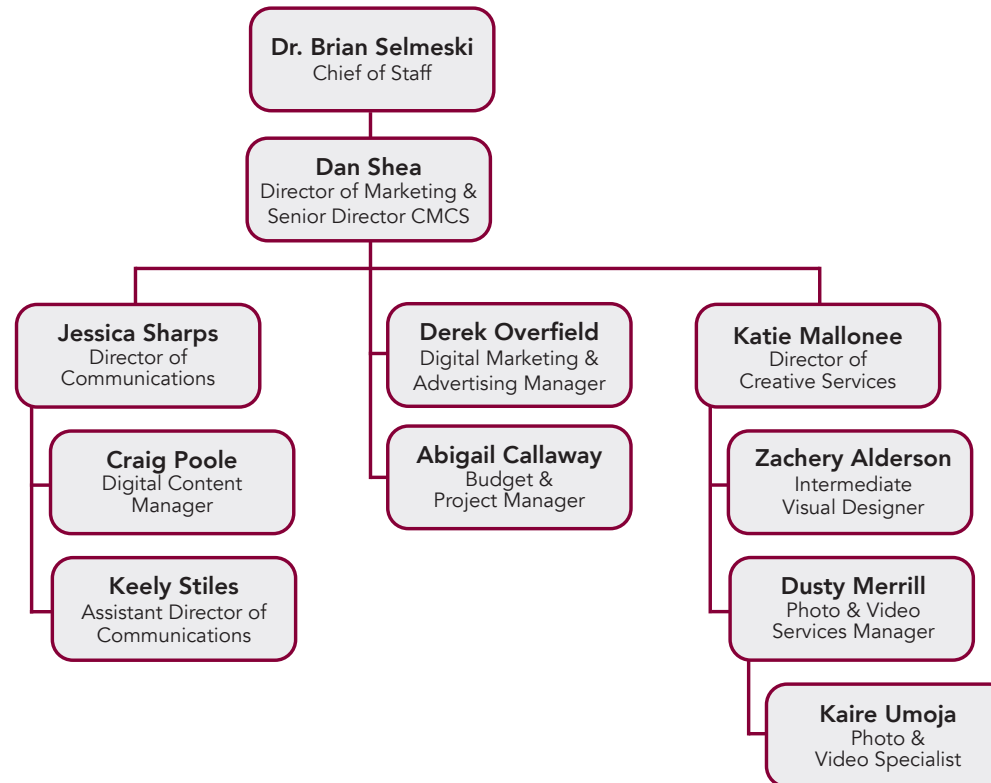 Dr. Brian Selmeski
Chief of Staff
Dan Shea
Director of Marketing &
Senior Director CMCS
Jessica Sharps
Director of
Communications
Craig Poole
Digital Content
Manager
Keely Stiles
Assistant Director of
Communications
Derek Overfield
Digital Marketing &
Advertising Manager
Abigail Callaway
Budget &
Project Manager
Katie Mallonee
Director of
Creative Services
Zachery Alderson
Intermediate
Visual Designer
Dusty Merrill
Photo & Video
Services Manager
Kaire Umoja
Photo &
Video Specialist